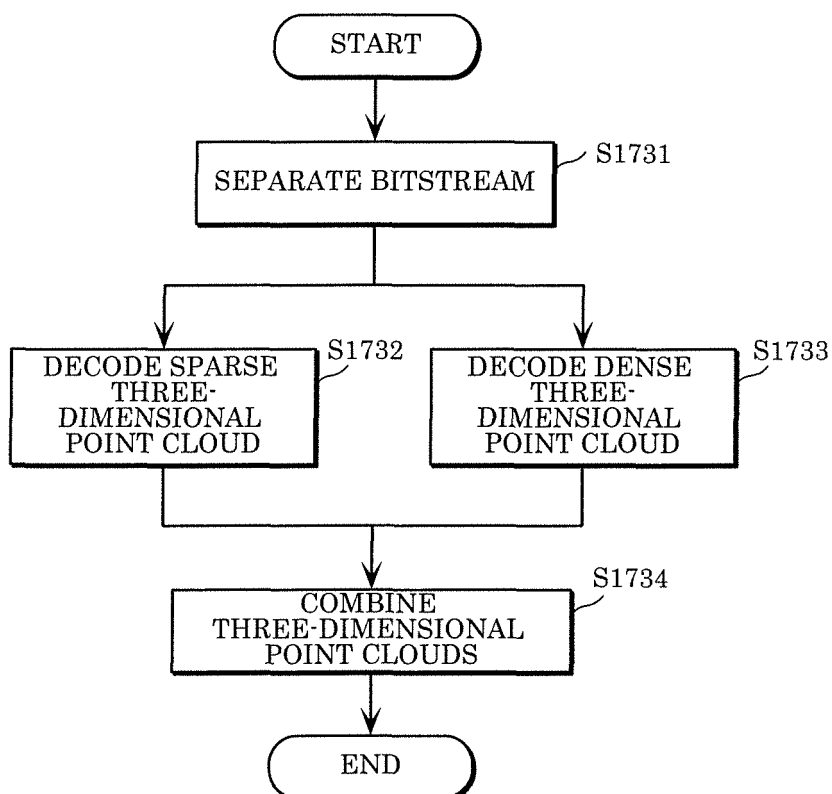 START
SEPARATE BITSTREAM
S1731
DECODE SPARSE
THREE-
DIMENSIONAL
POINT CLOUD
S1732
DECODE DENSE
THREE-
DIMENSIONAL
POINT CLOUD
S1733
COMBINE
THREE-DIMENSIONAL
POINT CLOUDS
S1734
END